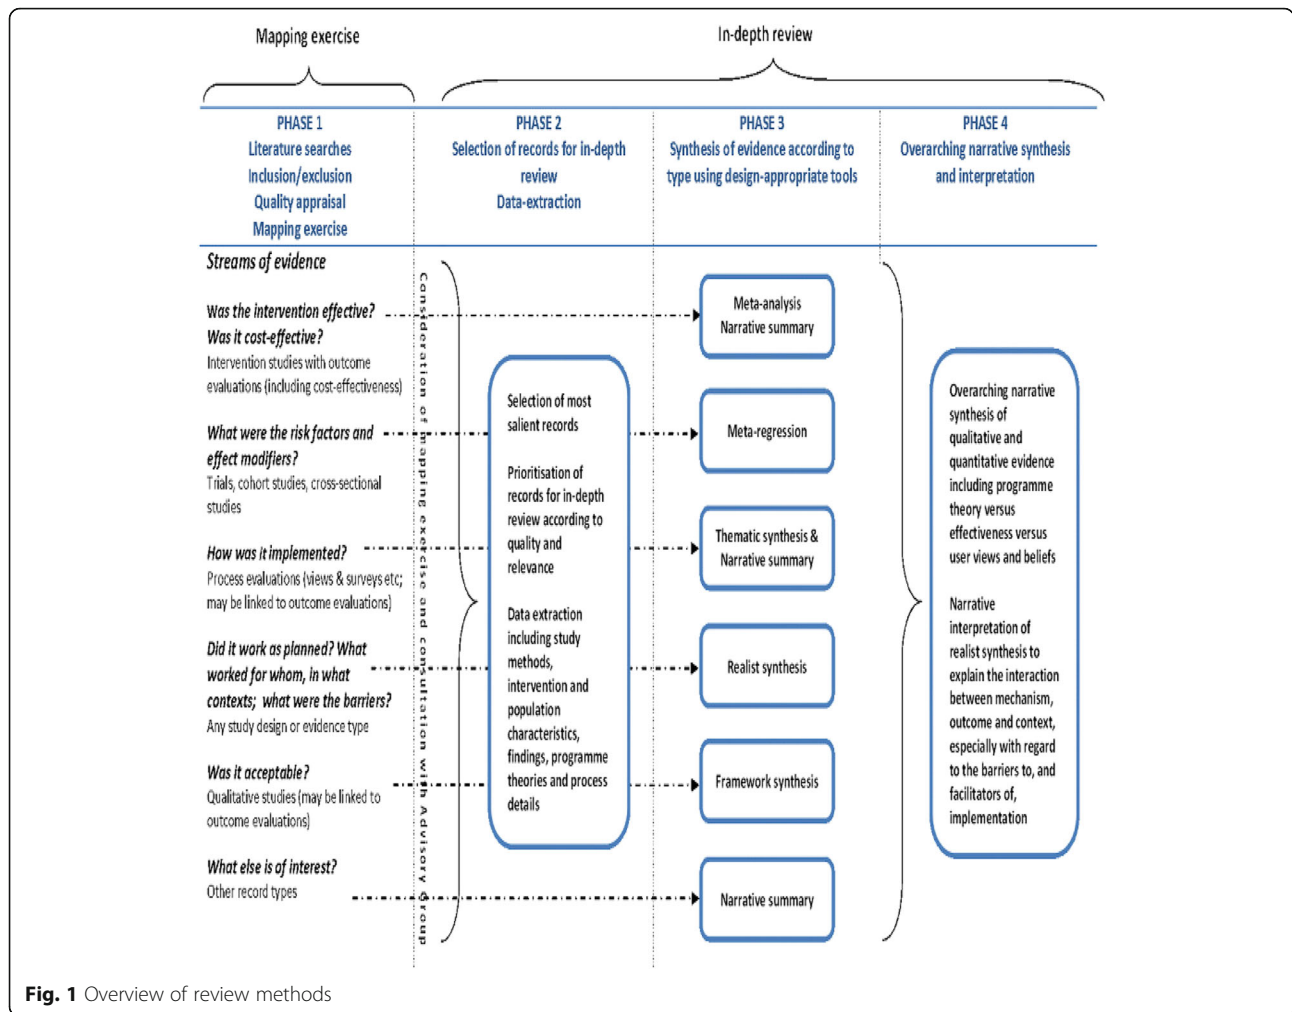 Mapping exercise
In-depth review
PHASE 1
Literature searches
Inclusion/exclusion
Quality appraisal
Mapping exercise
PHASE 2
Selection of records for in-depth
review
Data-extraction
PHASE 3
Synthesis of evidence according to
type using design-appropriate tools
PHASE 4
Overarching narrative synthesis
and interpretation
Streams of evidence
Was the intervention effective?
Was it cost-effective?
Intervention studies with outcome
evaluations (including cost-effectiveness)
What were the risk factors and
effect modifiers?
Trials, cohort studies, cross-sectional
studies
How was it implemented?
Process evaluations (views & surveys etc;
may be linked to outcome evaluations)
Did it work as planned? What
worked for whom, in what
contexts; what were the barriers?
Any study design or evidence type
Was it acceptable?
Qualitative studies (may be linked to
outcome evaluations)
What else is of interest?
Other record types
Consideration of mapping exercise and consultation with Advisory Group
Selection of most
salient records
Prioritisation of
records for in-depth
review according to
quality and
relevance
Data extraction
including study
methods,
intervention and
population
characteristics,
findings, programme
theories and process
details
Meta-analysis
Narrative summary
Meta-regression
Thematic synthesis &
Narrative summary
Realist synthesis
Framework synthesis
Narrative summary
Overarching narrative
synthesis of
qualitative and
quantitative evidence
including programme
theory versus
effectiveness versus
user views and beliefs
Narrative
interpretation of
realist synthesis to
explain the interaction
between mechanism,
outcome and context,
especially with regard
to the barriers to, and
facilitators of,
implementation
Fig. 1 Overview of review methods